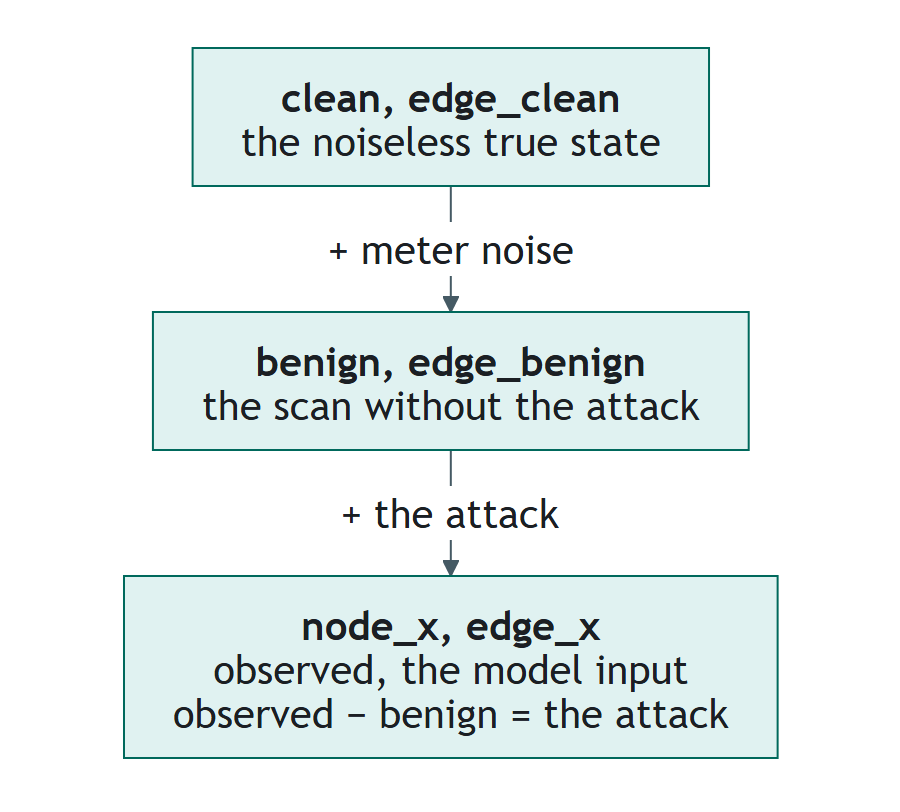 clean, edge_clean
the noiseless true state
+ meter noise
benign, edge_benign
the scan without the attack
+ the attack
node_x, edge_x
observed, the model input
observed − benign = the attack